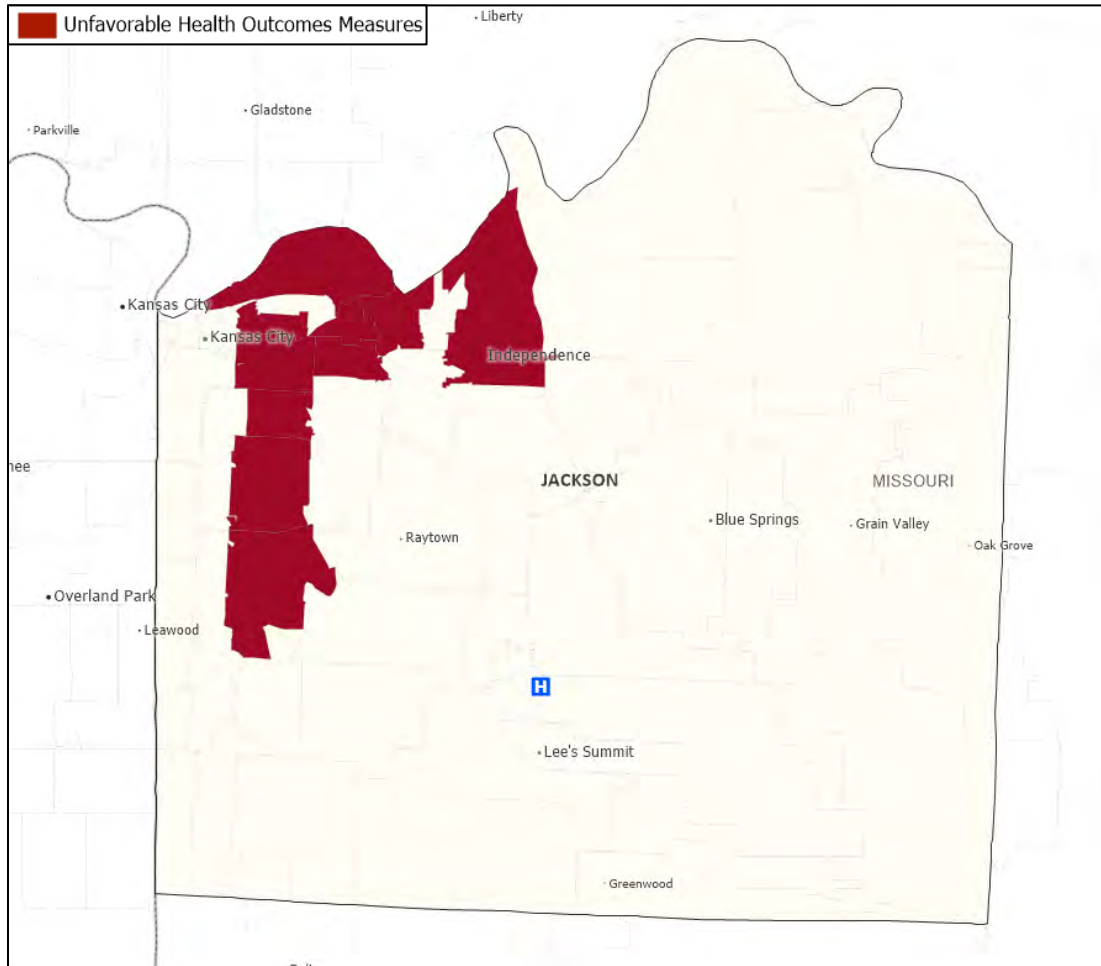 Unfavorable Health Outcomes Measures
Liberty
Gladstone
Parkville
Kansas City
Kansas City
Independence
JACKSON
MISSOURI
nee
Blue Springs
Grain Valley
Raytown
Oak Grove
Overland Park
Leawood
H
Lee's Summit
Greenwood